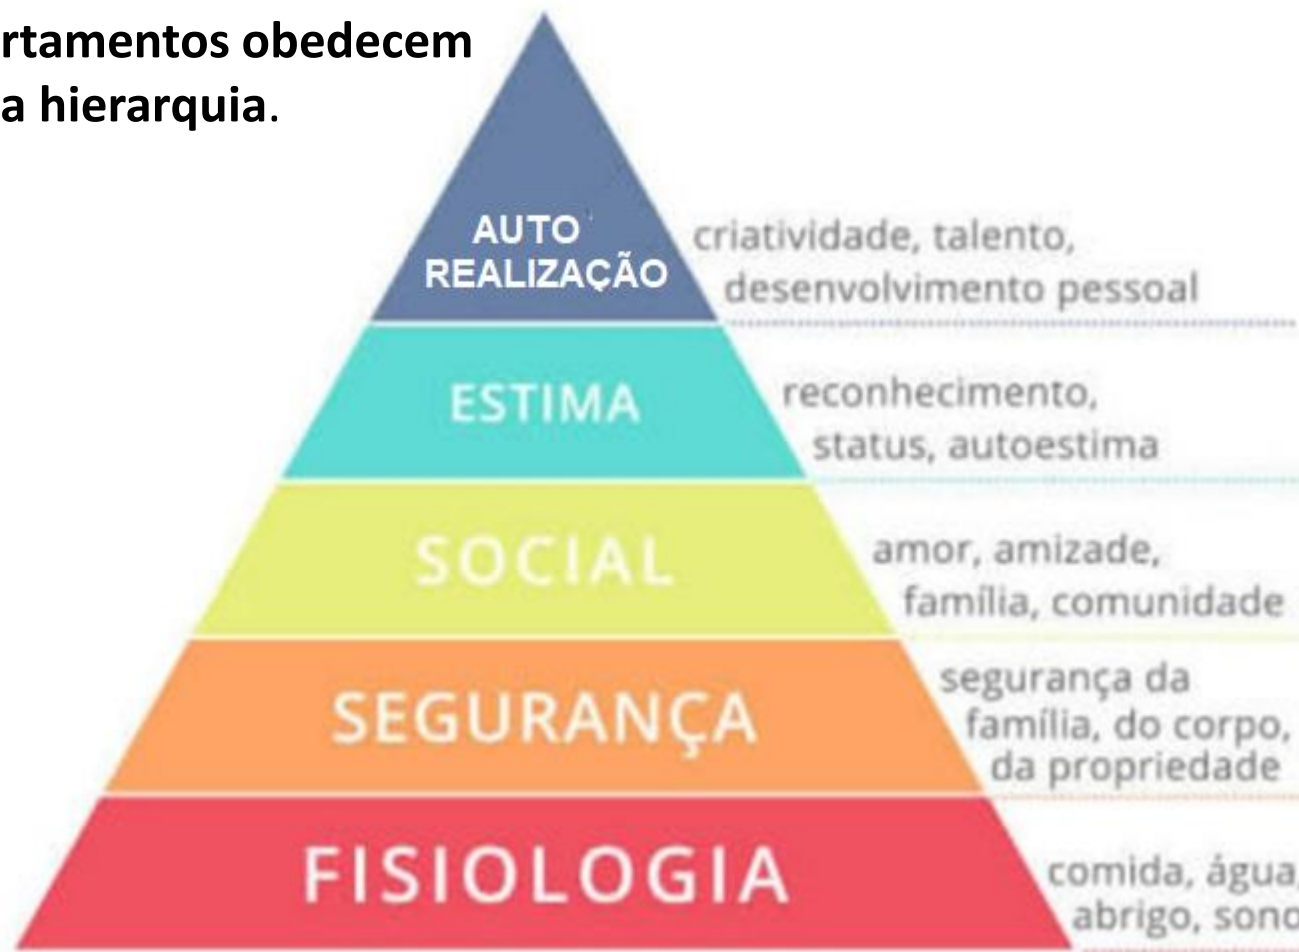 rtamentos obedecem
a hierarquia.
AUTO
REALIZAÇÃO
criatividade, talento,
desenvolvimento pessoal
ESTIMA
reconhecimento,
status, autoestima
SOCIAL
amor, amizade,
família, comunidade
SEGURANÇA
segurança da
família, do corpo,
da propriedade
FISIOLOGIA
comida, água,
abrigo, sono